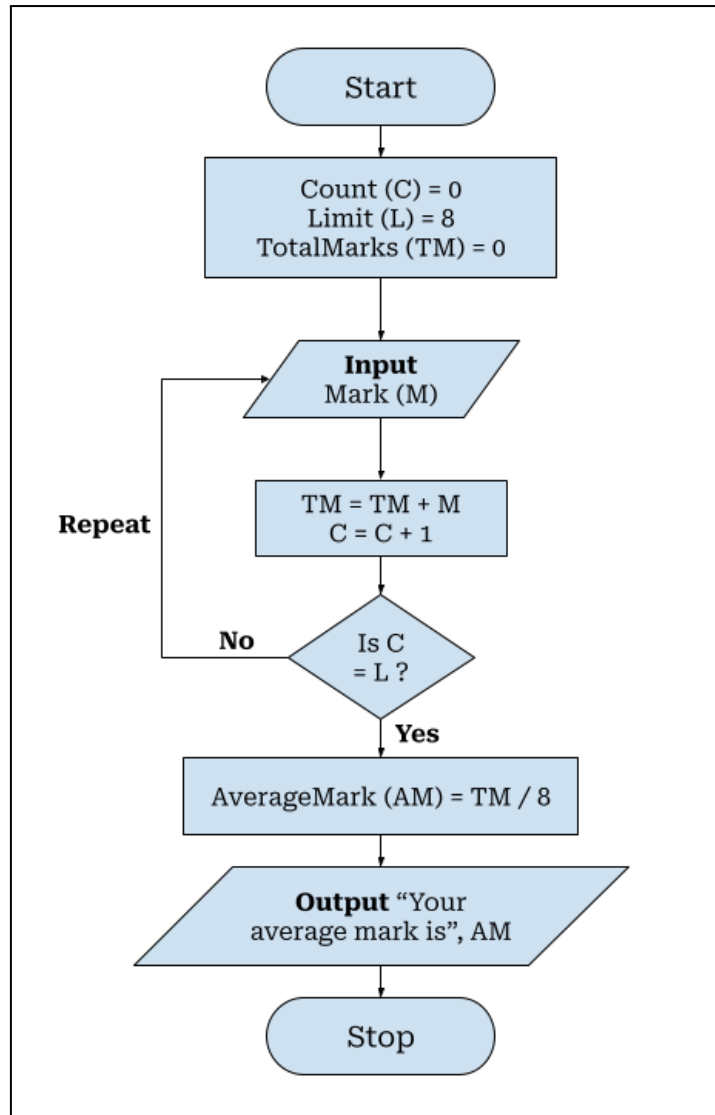 Start
Count (C) = 0
Limit (L) = 8
TotalMarks (TM) = 0
Input
Mark (M)
TM = TM + M
C = C + 1
Repeat
No
Is C
= L ?
Yes
AverageMark (AM) = TM / 8
Output “Your
average mark is”, AM
Stop